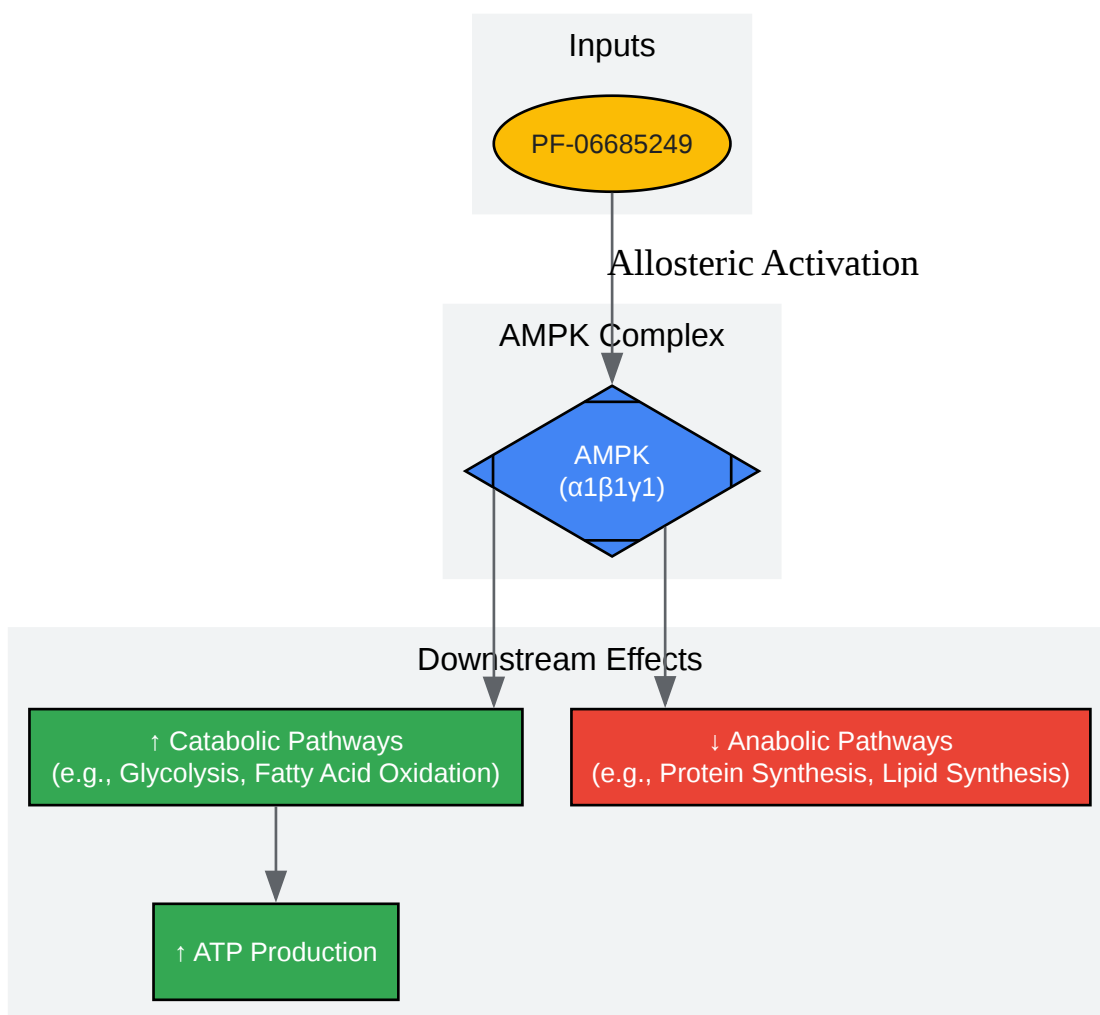 Inputs
PF-06685249
Allosteric Activation
AMPK Complex
AMPK
(α1β1γ1)
Downstream Effects
↑ Catabolic Pathways
(e.g., Glycolysis, Fatty Acid Oxidation)
↓ Anabolic Pathways
(e.g., Protein Synthesis, Lipid Synthesis)
↑ ATP Production